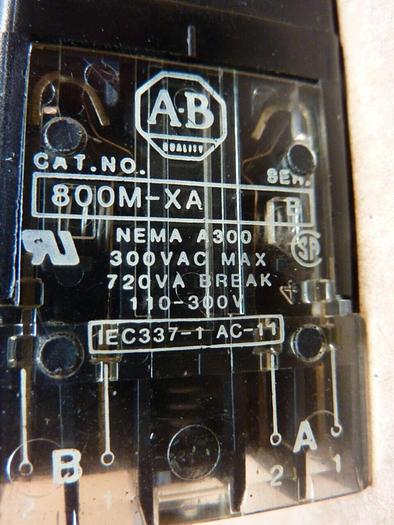 A·B
QUALITY
CAT.NO. SER.
800M-XA B
NEMA A300
300VAC MAX
720VA BREAK
110-300V
IEC337-1 AC-11
B A
2 1 2 1